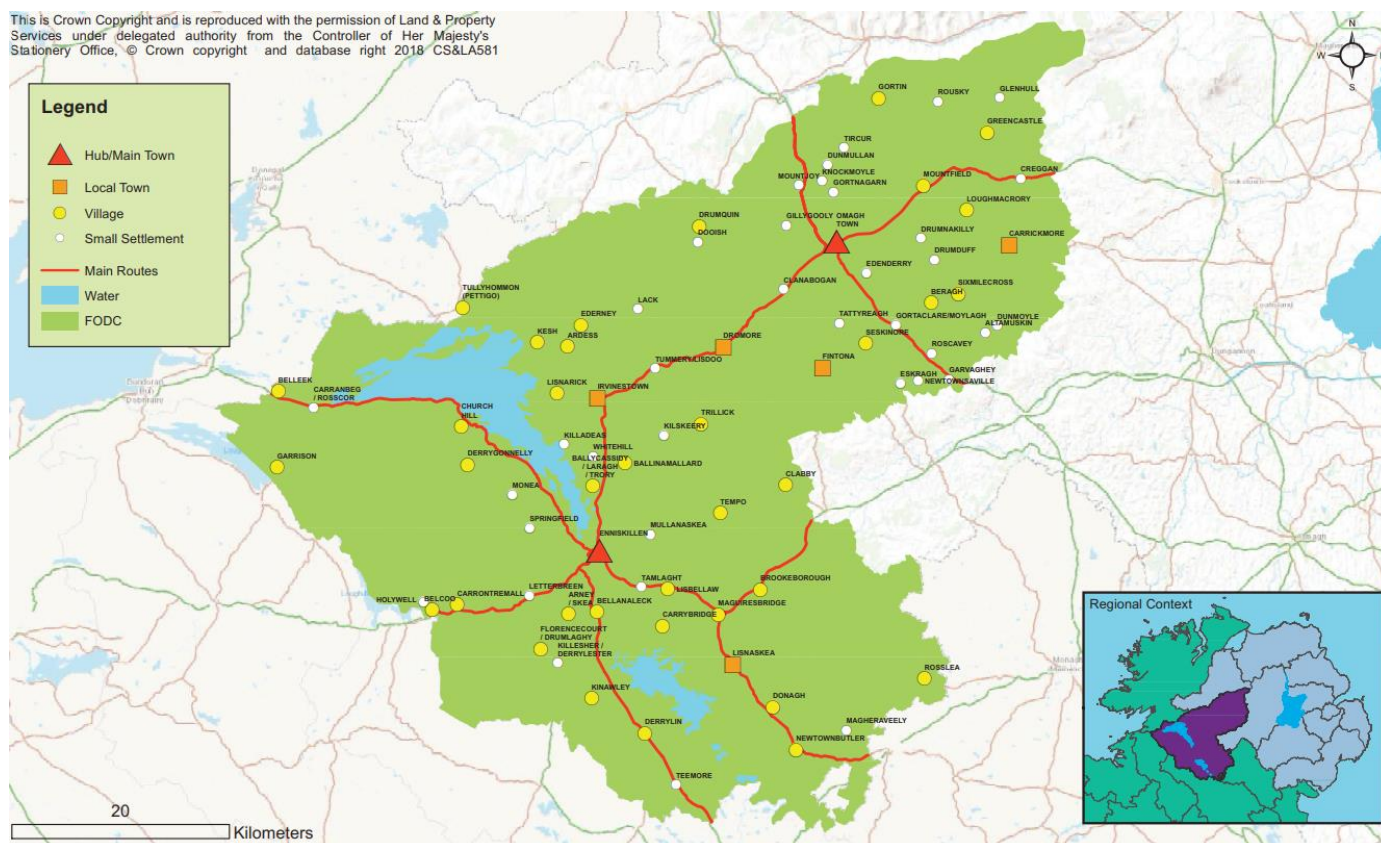 This is Crown Copyright and is reproduced with the permission of Land & Property
Services under delegated authority from the Controller of Her Majesty's
Stationery Office, © Crown copyright and database right 2018 CS&LA581
N
W
S
Legend
Hub/Main Town
Local Town
Village
Small Settlement
Main Routes
Water
FODC
GORTIN
ROUSKY
GLENHULL
GREENCASTLE
TIRCUR
DUNMULLAN
KNOCKMOYLE
MOUNTJOY
GORTNAGARN
MOUNTFIELD
CREGGAN
LOUGHMACRORY
DRUMQUIN
DOOISH
GILLYGOOLY
OMAGH
TOWN
DRUMNAKILLY
CARRICKMORE
DRUMDUFF
EDENDERRY
CLANABOGAN
TULLYHOMMON
(PETTIGO)
LACK
BERAGH
SIXMILECROSS
EDERNEY
TATTYREAGH
GORTACLARE/MOYLAGH
DUNMOYLE
ALTAMUSKIN
KESH
ARDESS
DROMORE
SESKINORE
ROSCAVEY
FINTONA
TUMMERY/LISDOO
ESKRAGH
GARVAGHEY
NEWTOWNSAVILLE
BELLEEK
CARRANBEG
/ ROSSCOR
LISNARICK
IRVINESTOWN
CHURCH
HILL
TRILLICK
KILSKEERY
KILLADEAS
WHITEHILL
GARRISON
DERRYGONNELLY
BALLYCASSIDY
/ LARAGH
/ TRORY
BALLINAMALLARD
CLABBY
MONEA
TEMPO
SPRINGFIELD
MULLANASKEA
ENNISKILLEN
TAMLAGHT
LISBELLAW
BROOKEBOROUGH
HOLYWELL
BELCOO
CARRONTREMALL
LETTERBREEN
ARNEY
/ SKEA
BELLANALECK
CARRYBRIDGE
MAGUIRESBRIDGE
FLORENCECOURT
/ DRUMLAGHY
KILLESHER /
DERRYLESTER
LISNASKEA
ROSSLEA
KINAWLEY
DONAGH
DERRYLIN
MAGHERAVEELY
NEWTOWNBUTLER
TEEMORE
Regional Context
20
Kilometers